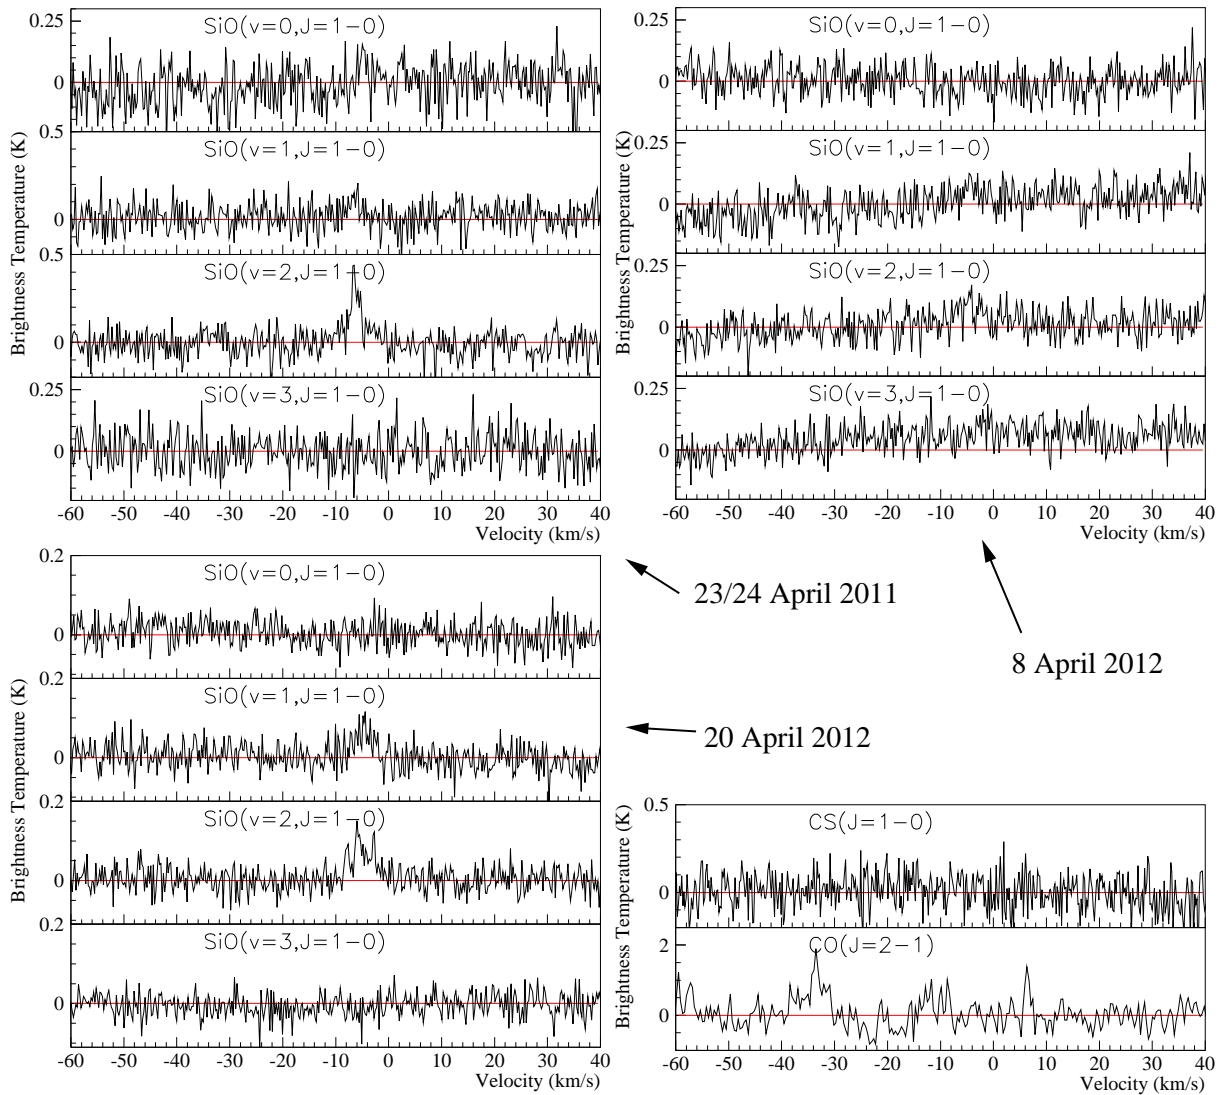 Brightness Temperature (K)
SiO(v=0,J=1−0)
0.25
0
SiO(v=1,J=1−0)
0.5
0
SiO(v=2,J=1−0)
0.5
0
SiO(v=3,J=1−0)
0.25
0
-60 -50 -40 -30 -20 -10 0 10 20 30 40
Velocity (km/s)
Brightness Temperature (K)
SiO(v=0,J=1−0)
0.25
0
SiO(v=1,J=1−0)
0.25
0
SiO(v=2,J=1−0)
0.25
0
SiO(v=3,J=1−0)
0.25
0
-60 -50 -40 -30 -20 -10 0 10 20 30 40
Velocity (km/s)
23/24 April 2011
8 April 2012
20 April 2012
Brightness Temperature (K)
SiO(v=0,J=1−0)
0.2
0
SiO(v=1,J=1−0)
0.2
0
SiO(v=2,J=1−0)
0.2
0
SiO(v=3,J=1−0)
0.2
0
-60 -50 -40 -30 -20 -10 0 10 20 30 40
Velocity (km/s)
Brightness Temperature (K)
CS(J=1−0)
0.5
0
CO(J=2−1)
2
0
-60 -50 -40 -30 -20 -10 0 10 20 30 40
Velocity (km/s)